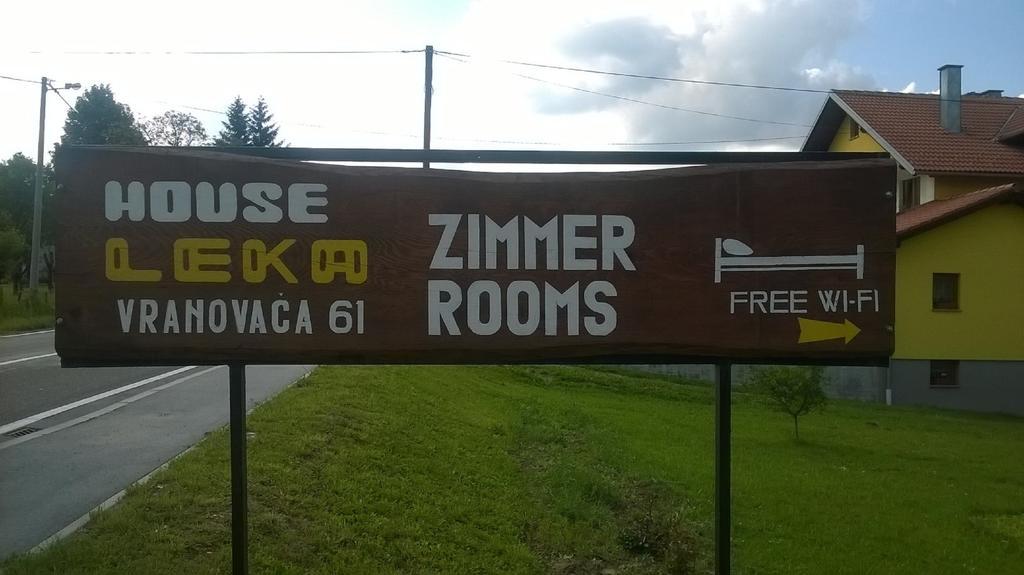 HOUSE
LEKA
VRANOVAČA 61
ZIMMER
ROOMS
FREE WI-FI